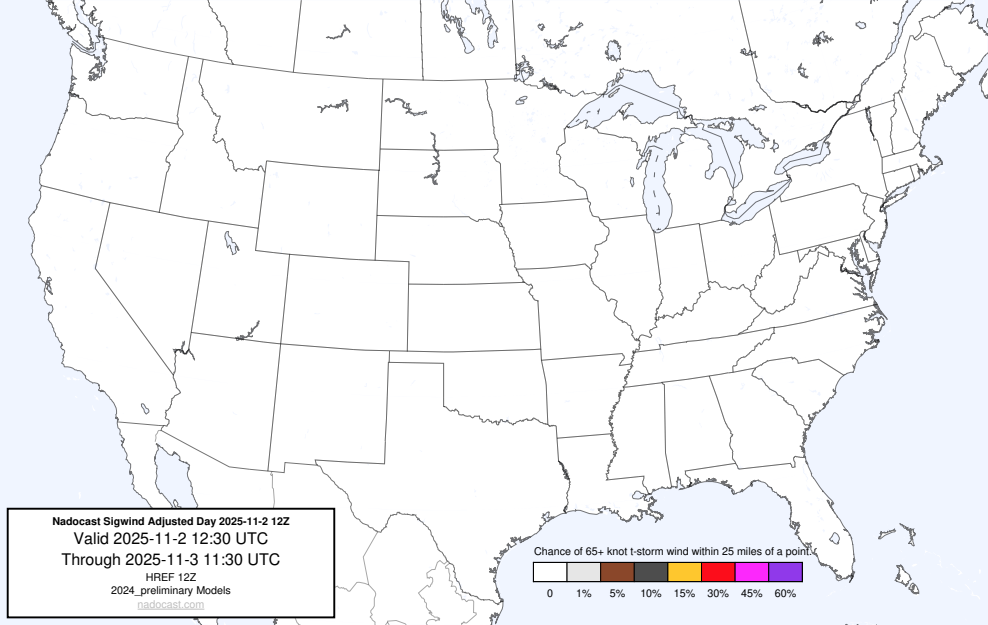 Nadocast Sigwind Adjusted Day 2025-11-2 12Z
Valid 2025-11-2 12:30 UTC
Through 2025-11-3 11:30 UTC
HREF 12Z
2024_preliminary Models
nadocast.com
Chance of 65+ knot t-storm wind within 25 miles of a point.
0 1% 5% 10% 15% 30% 45% 60%